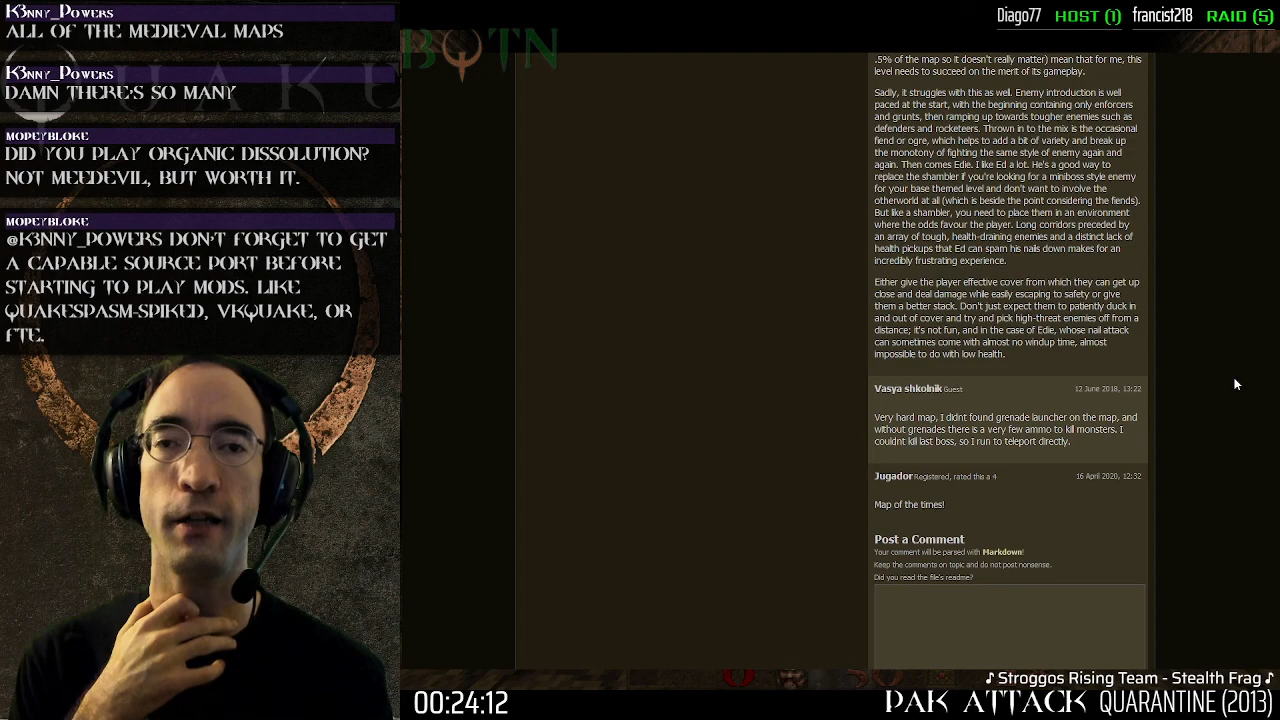 K3nny_Powers
ALL OF THE MEDIEVAL MAPS
K3nny_Powers
DAMN THERE'S SO MANY
MOPEYBLOKE
DID YOU PLAY ORGANIC DISSOLUTION?
NOT MEEDEVIL, BUT WORTH IT.
MOPEYBLOKE
@K3NNY_POWERS DON'T FORGET TO GET
A CAPABLE SOURCE PORT BEFORE
STARTING TO PLAY MODS. LIKE
QUAKESPASM-SPIKED, VKQUAKE, OR
FTE.
QUAKE
BOTN
Diago77 HOST (1) francist218 RAID (5)
.5% of the map so it doesn't really matter) mean that for me, this
level needs to succeed on the merit of its gameplay.
Sadly, it struggles with this as well. Enemy introduction is well
paced at the start, with the beginning containing only enforcers
and grunts, then ramping up towards tougher enemies such as
defenders and rocketeers. Thrown in to the mix is the occasional
fiend or ogre, which helps to add a bit of variety and break up
the monotony of fighting the same style of enemy again and
again. Then comes Edie. I like Ed a lot. He's a good way to
replace the shambler if you're looking for a miniboss style enemy
for your base themed level and don't want to involve the
otherworld at all (which is beside the point considering the fiends).
But like a shambler, you need to place them in an environment
where the odds favour the player. Long corridors preceded by
an array of tough, health-draining enemies and a distinct lack of
health pickups that Ed can spam his nails down makes for an
incredibly frustrating experience.
Either give the player effective cover from which they can get up
close and deal damage while easily escaping to safety or give
them a better stack. Don't just expect them to patiently duck in
and out of cover and try and pick high-threat enemies off from a
distance; it's not fun, and in the case of Edie, whose nail attack
can sometimes come with almost no windup time, almost
impossible to do with low health.
Vasya shkolnik Guest 12 June 2018, 13:22
Very hard map, I didnt found grenade launcher on the map, and
without grenades there is a very few ammo to kill monsters. I
couldnt kill last boss, so I run to teleport directly.
Jugador Registered, rated this a 4 16 April 2020, 12:32
Map of the times!
Post a Comment
Your comment will be parsed with Markdown!
Keep the comments on topic and do not post nonsense.
Did you read the file's readme?
♪ Stroggos Rising Team - Stealth Frag ♪
00:24:12
PAK ATTACK QUARANTINE (2013)